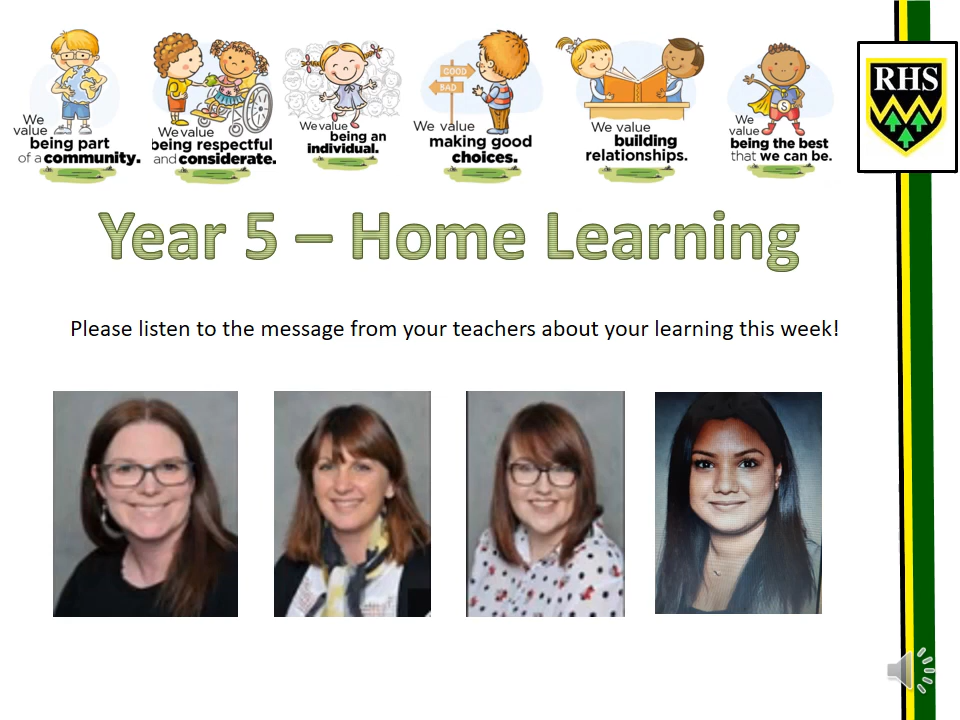 We
value
being part
of a community.
We value
being respectful
and considerate.
We value
being an
individual.
GOOD
BAD
We value
making good
choices.
We value
building
relationships.
S
We
value
being the best
that we can be.
RHS
Year 5 – Home Learning
Please listen to the message from your teachers about your learning this week!